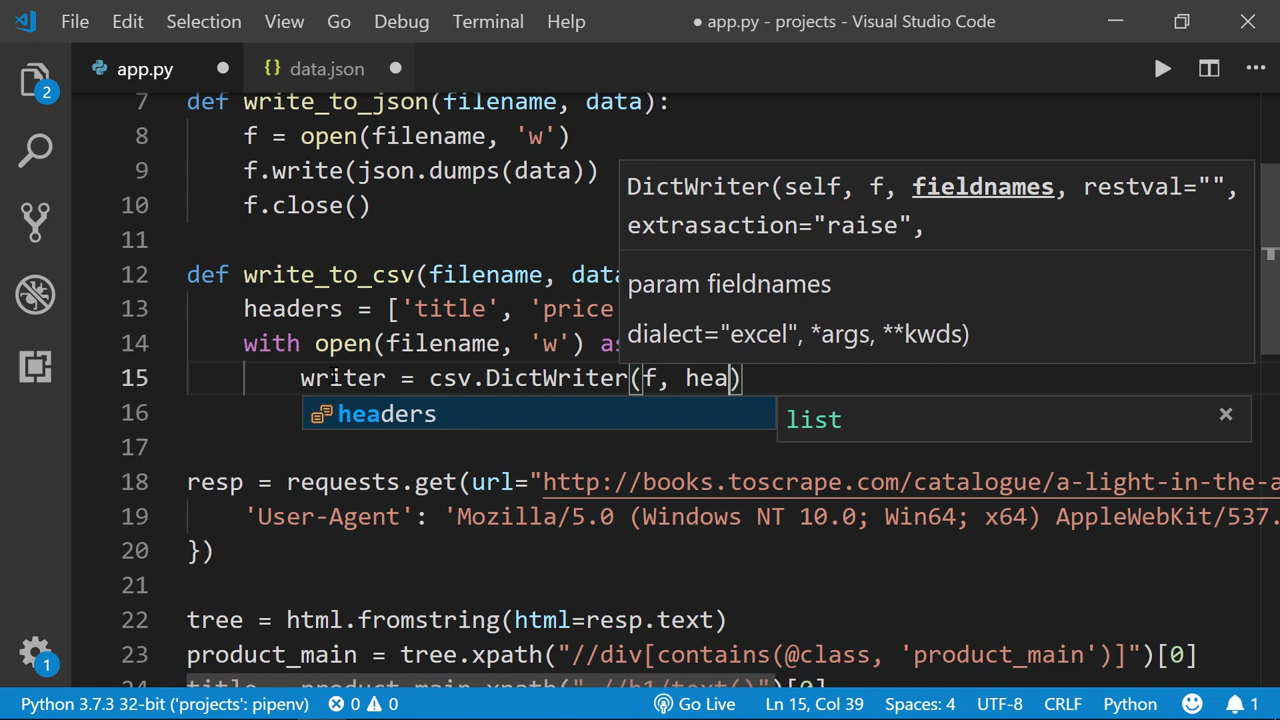 File Edit Selection View Go Debug Terminal Help ● app.py - projects - Visual Studio Code
app.py
{} data.json
2
7 def write_to_json(filename, data):
8 f = open(filename, 'w')
9 f.write(json.dumps(data))
10 f.close()
11
12 def write_to_csv(filename, data
13 headers = ['title', 'price
14 with open(filename, 'w') as
15 writer = csv.DictWriter(f, hea)
DictWriter(self, f, fieldnames, restval="",
extrasaction="raise",
param fieldnames
dialect="excel", *args, **kwds)
headers
list
16
17
18 resp = requests.get(url="http://books.toscrape.com/catalogue/a-light-in-the-a
19 'User-Agent': 'Mozilla/5.0 (Windows NT 10.0; Win64; x64) AppleWebKit/537.
20 })
21
22 tree = html.fromstring(html=resp.text)
23 product_main = tree.xpath("//div[contains(@class, 'product_main')]")[0]
24 title = product_main.xpath(".//h1/text()")[0]
1
Python 3.7.3 32-bit ('projects': pipenv) 0 0 Go Live Ln 15, Col 39 Spaces: 4 UTF-8 CRLF Python 1